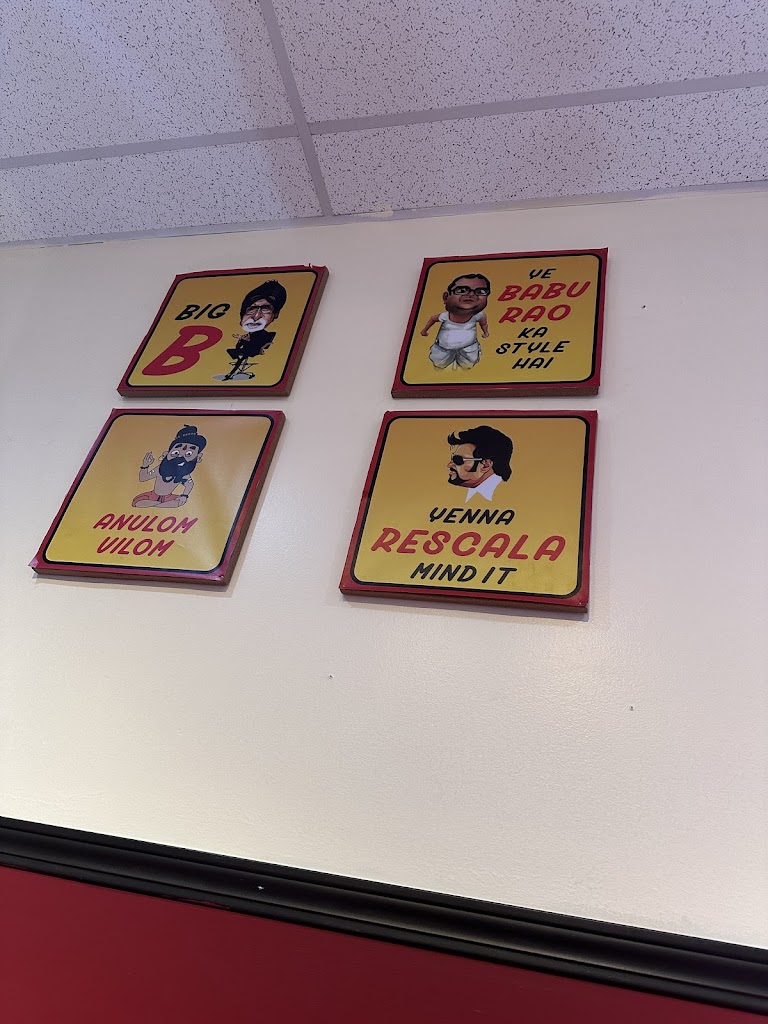 BIG
B
YE
BABU
RAO
KA
STYLE
HAI
ANULOM
VILOM
YENNA
RESCALA
MIND IT